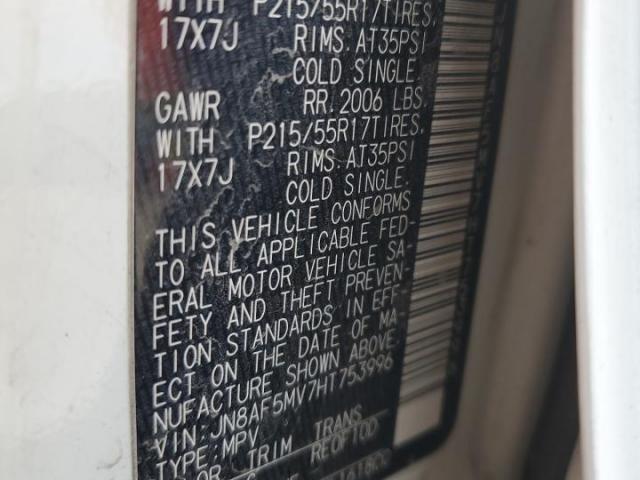 WITH P215/55R17TIRES.
17X7J RIMS.AT35PSI
COLD SINGLE.
GAWR RR.2006 LBS.
WITH P215/55R17TIRES.
17X7J RIMS.AT35PSI
COLD SINGLE.
THIS VEHICLE CONFORMS
TO ALL APPLICABLE FED-
ERAL MOTOR VEHICLE SA-
FETY AND THEFT PREVEN-
TION STANDARDS IN EFF-
ECT ON THE DATE OF MA-
NUFACTURE SHOWN ABOVE.
VIN:JN8AF5MV7HT753996
TYPE:MPV
COLOR TRIM TRANS